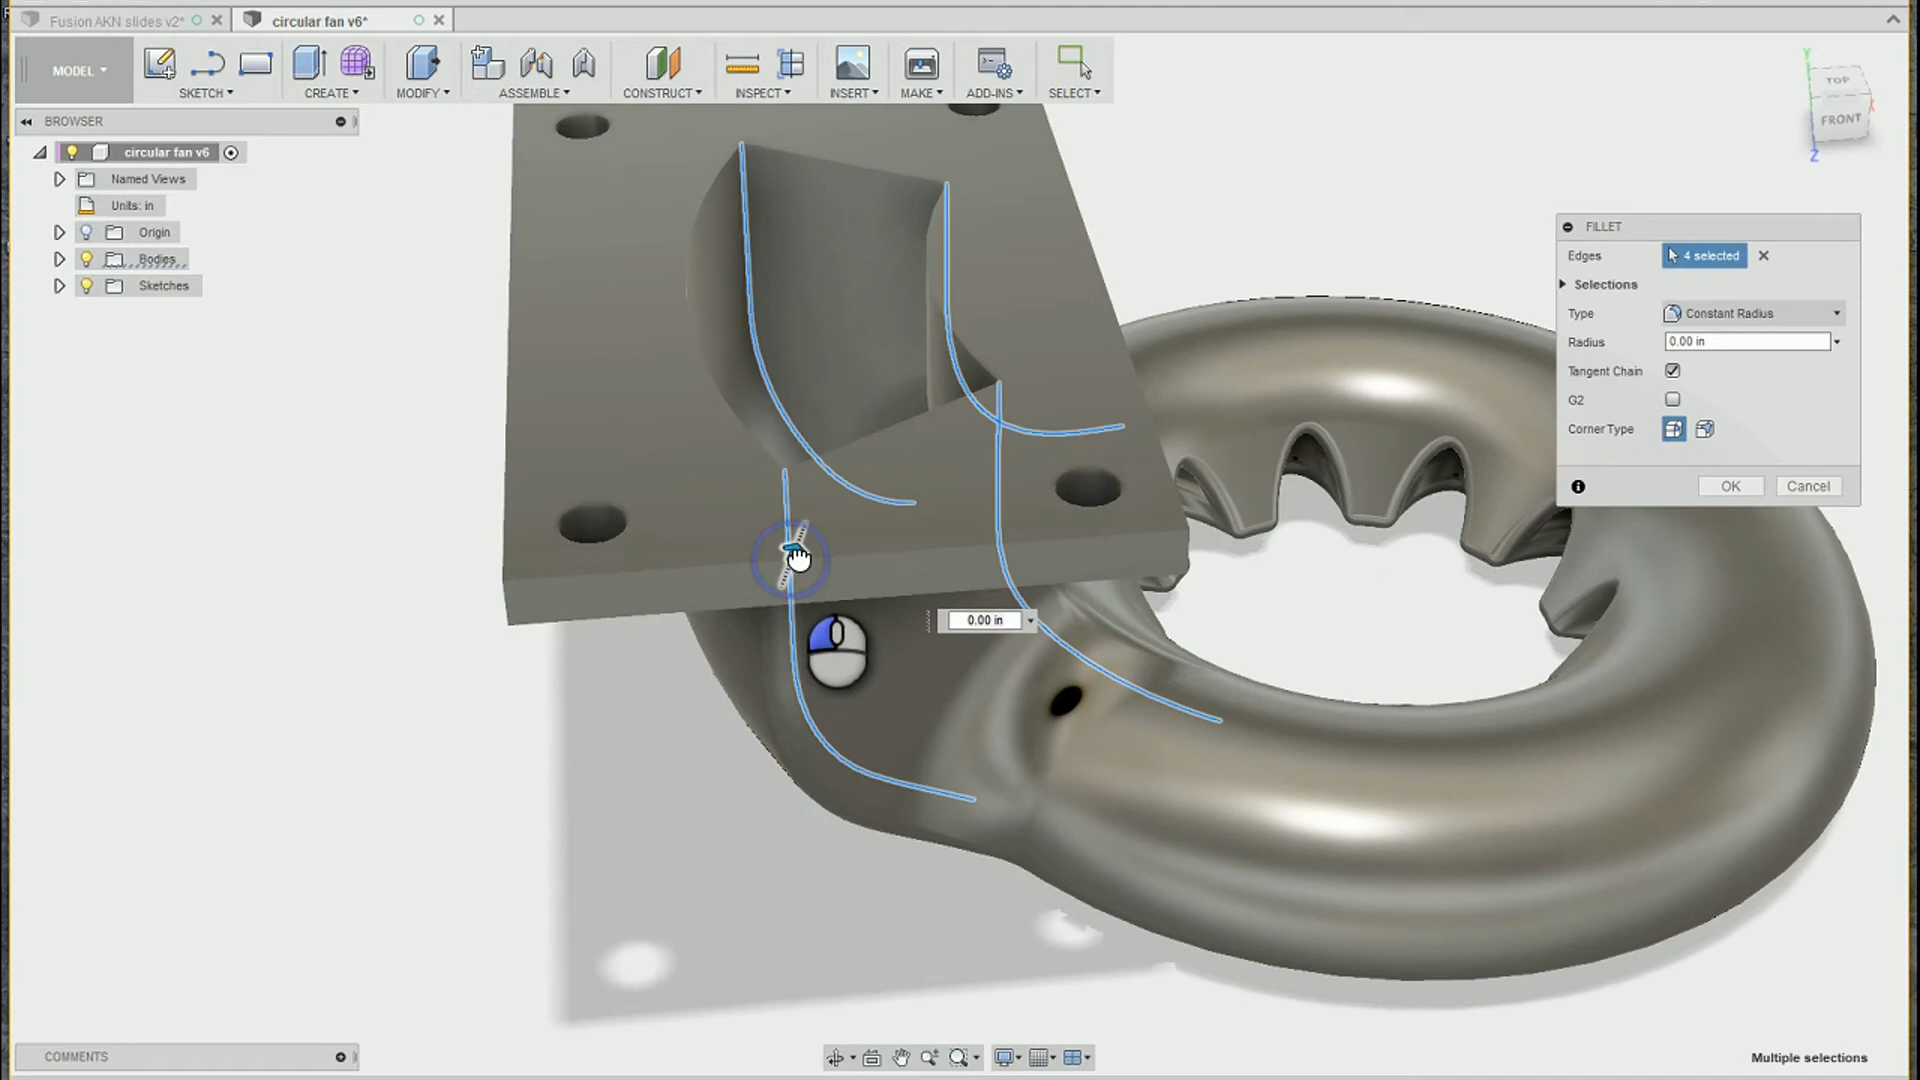 Fusion AKN slides v2*
circular fan v6*
MODEL
SKETCH
CREATE
MODIFY
ASSEMBLE
CONSTRUCT
INSPECT
INSERT
MAKE
ADD-INS
SELECT
Y
TOP
FRONT
Z
BROWSER
circular fan v6
Named Views
Units: in
Origin
Bodies
Sketches
FILLET
Edges
4 selected
Selections
Type
Constant Radius
Radius
0.00 in
Tangent Chain
G2
Corner Type
OK
Cancel
0.00 in
COMMENTS
Multiple selections